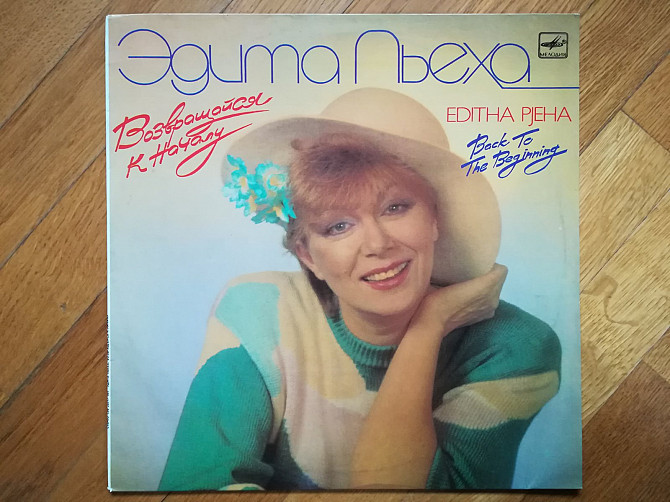 Эдита Пьеха
МЕЛОДИЯ
EDITHA PJEHA
Возвращайся
к началу
Back To
The Beginning